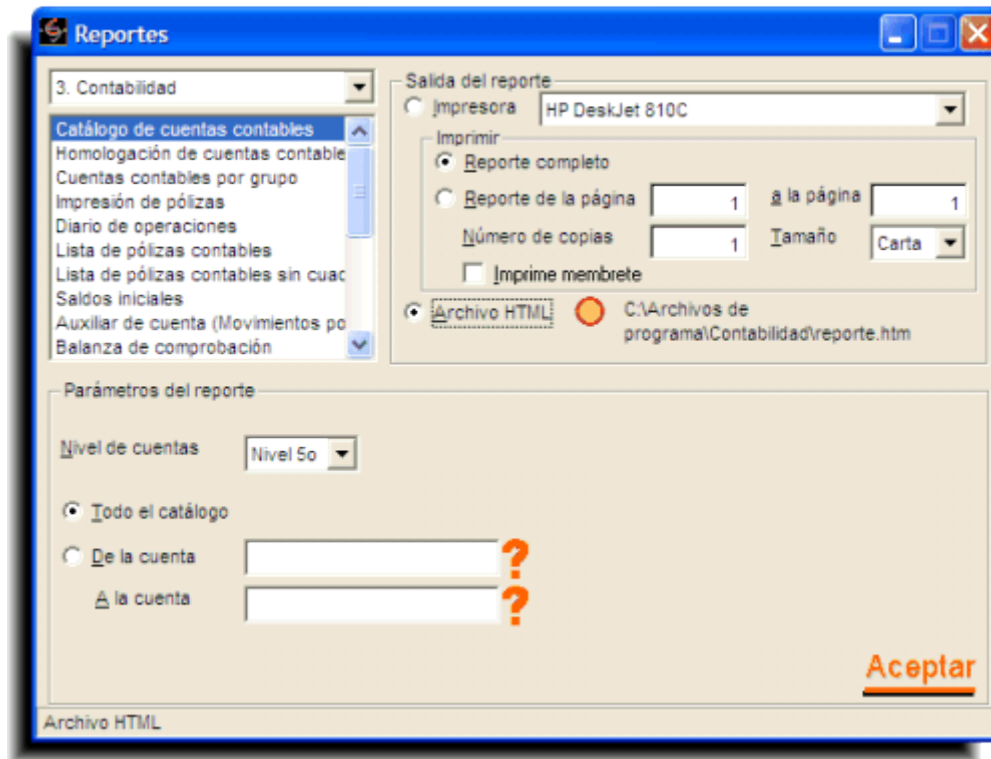 Reportes
3. Contabilidad
Catálogo de cuentas contables
Homologación de cuentas contable
Cuentas contables por grupo
Impresión de pólizas
Diario de operaciones
Lista de pólizas contables
Lista de pólizas contables sin cuad
Saldos iniciales
Auxiliar de cuenta (Movimientos po
Balanza de comprobación
Salida del reporte
Impresora HP DeskJet 810C
Imprimir
Reporte completo
Reporte de la página 1 a la página 1
Número de copias 1 Tamaño Carta
Imprime membrete
Archivo HTML C:\Archivos de
programa\Contabilidad\reporte.htm
Parámetros del reporte
Nivel de cuentas Nivel 5o
Todo el catálogo
De la cuenta ?
A la cuenta ?
Aceptar
Archivo HTML